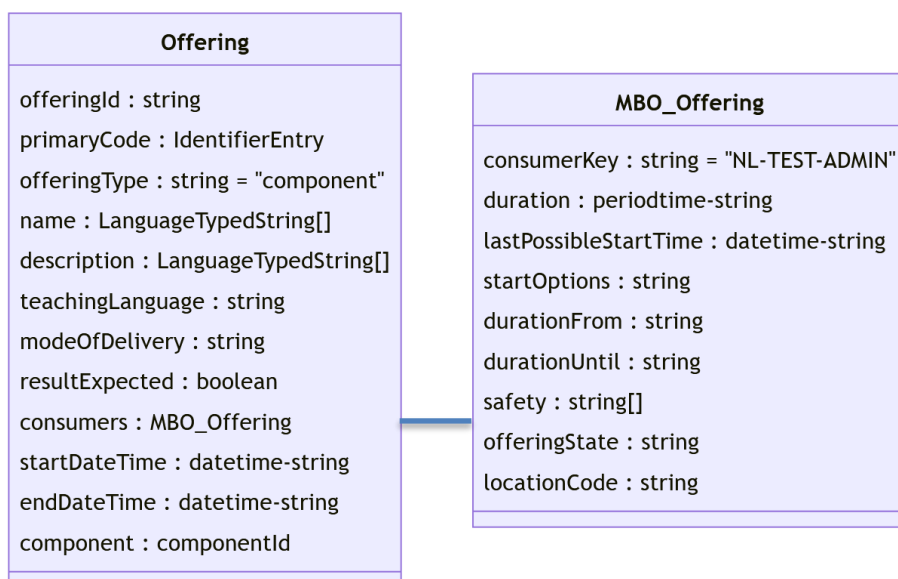 Offering
offeringId : string
primaryCode : IdentifierEntry
offeringType : string = "component"
name : LanguageTypedString[]
description : LanguageTypedString[]
teachingLanguage : string
modeOfDelivery : string
resultExpected : boolean
consumers : MBO_Offering
startDateTime : datetime-string
endDateTime : datetime-string
component : componentId
MBO_Offering
consumerKey : string = "NL-TEST-ADMIN"
duration : periodtime-string
lastPossibleStartTime : datetime-string
startOptions : string
durationFrom : string
durationUntil : string
safety : string[]
offeringState : string
locationCode : string